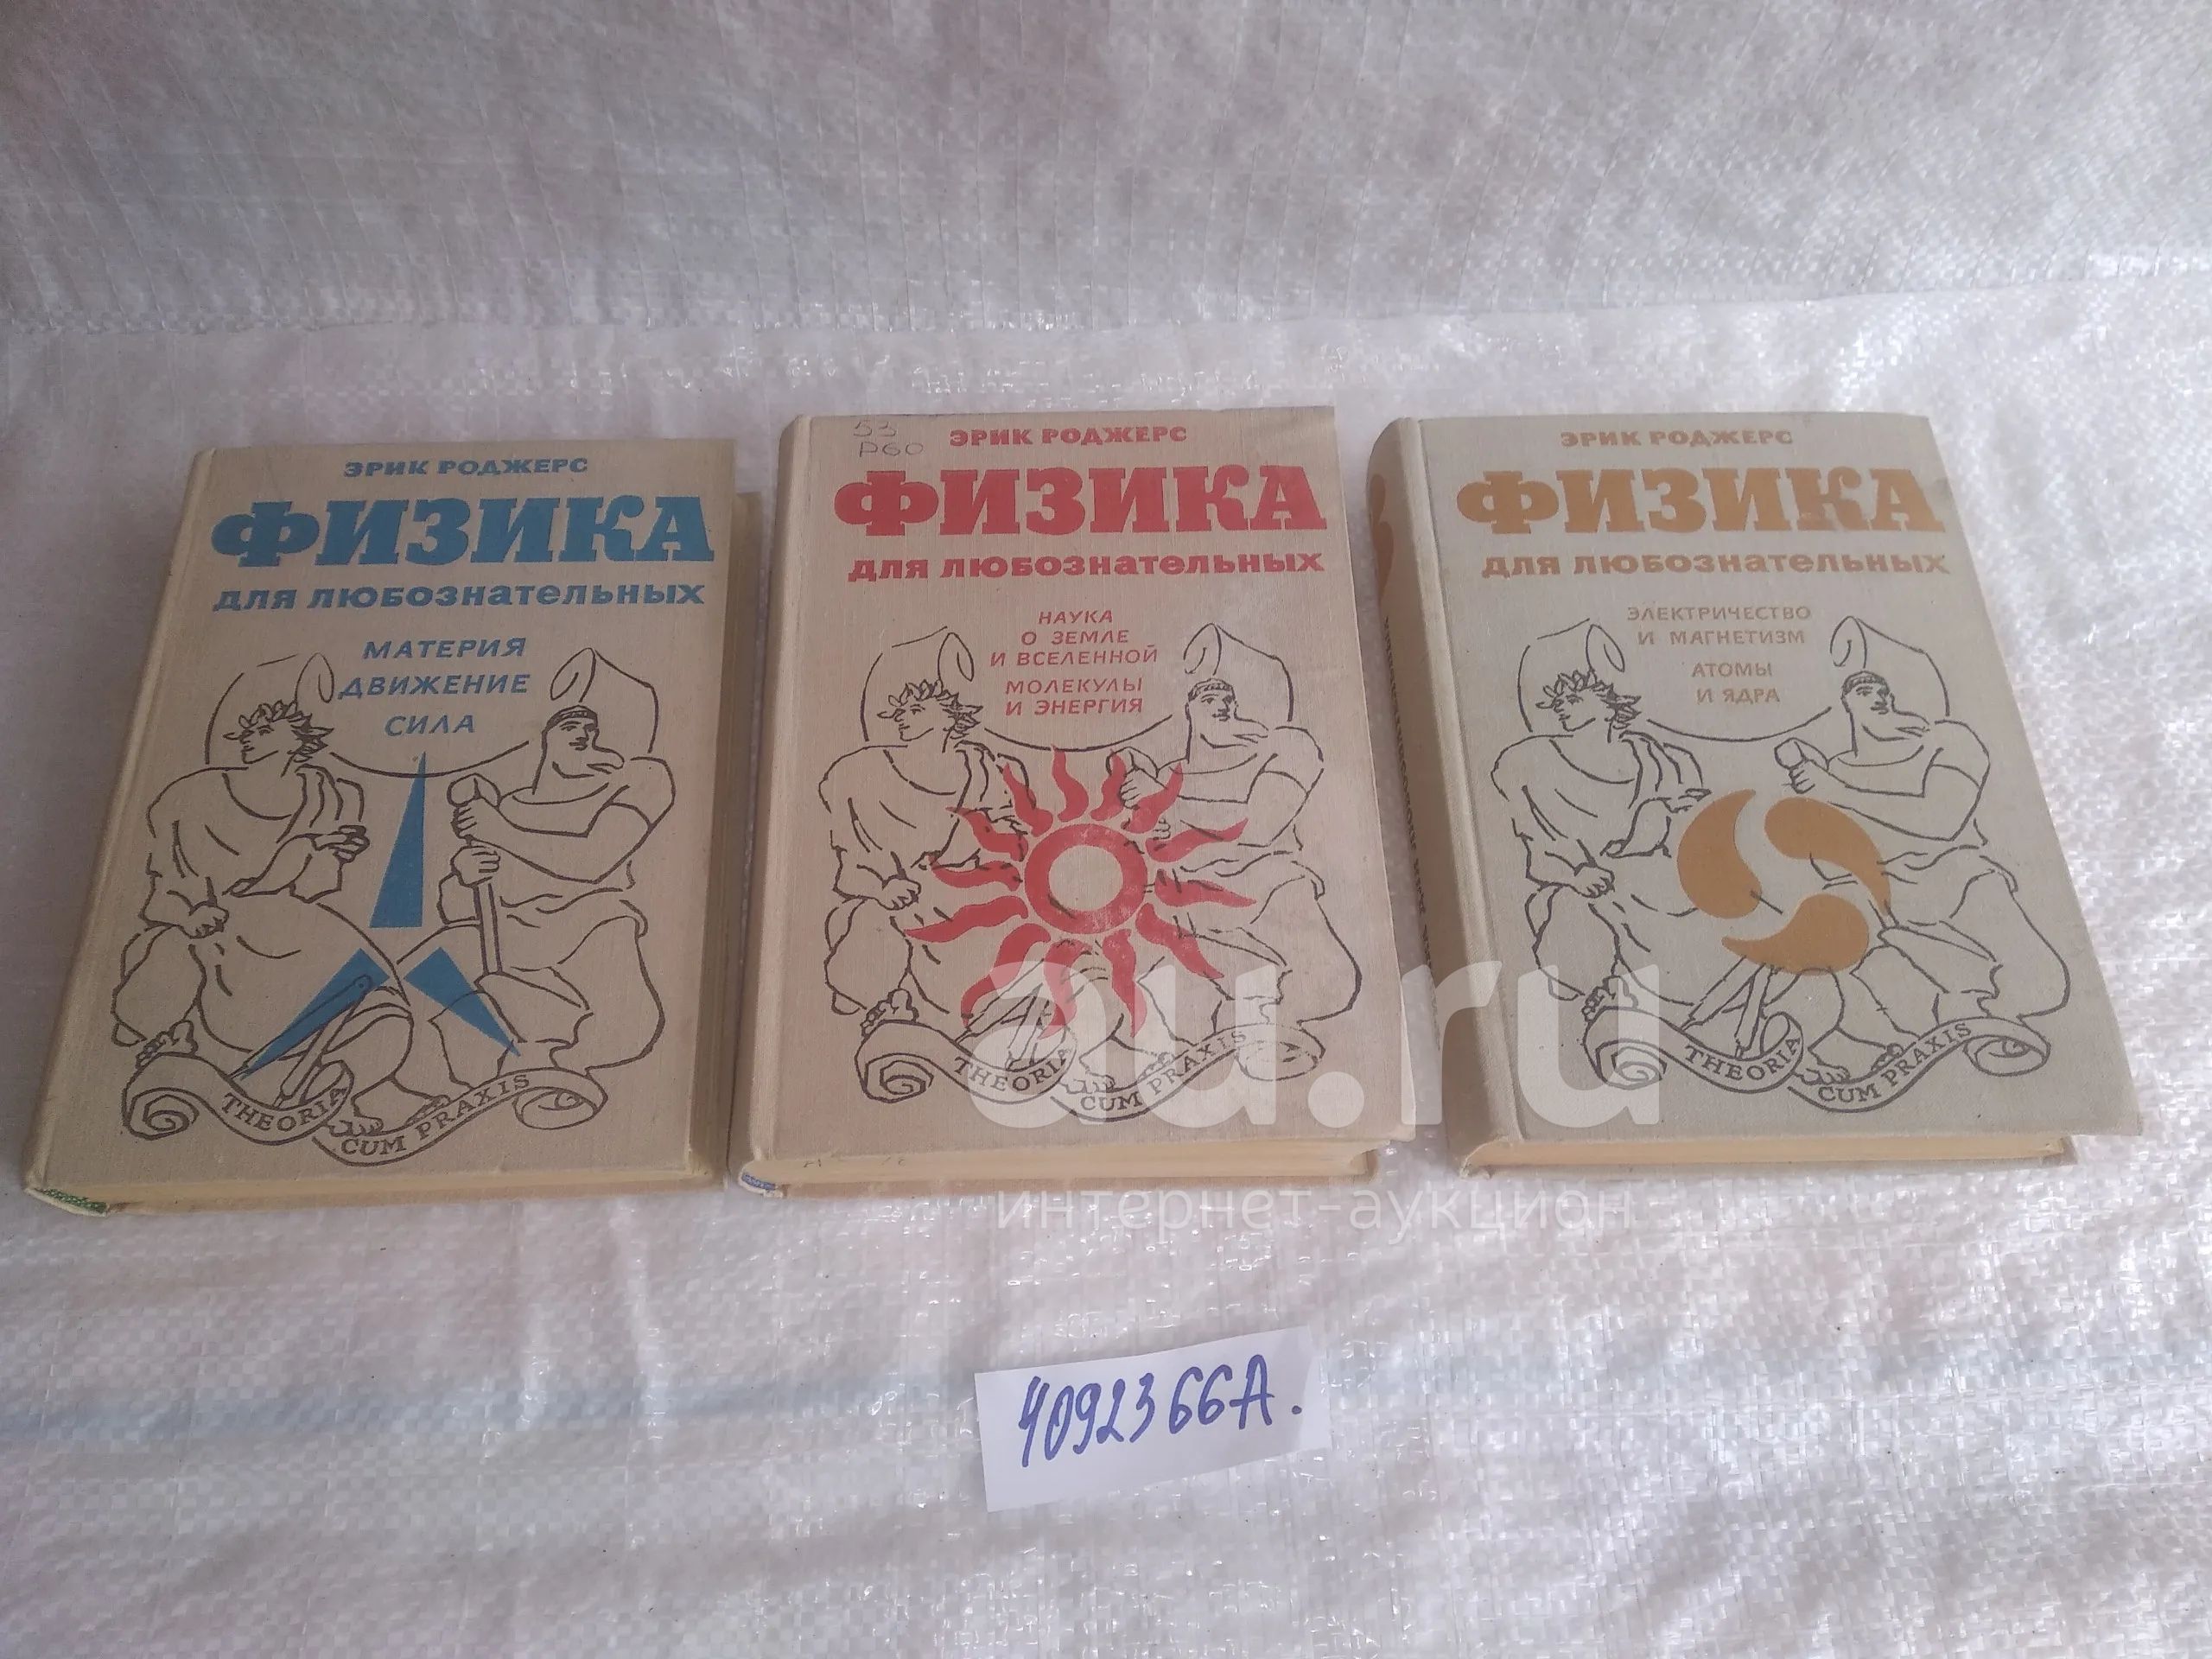 ЭРИК РОДЖЕРС
ФИЗИКА
для любознательных
МАТЕРИЯ
ДВИЖЕНИЕ
СИЛА
THEORIA
CUM PRAXIS
53
Р60
ЭРИК РОДЖЕРС
ФИЗИКА
для любознательных
НАУКА
О ЗЕМЛЕ
И ВСЕЛЕННОЙ
МОЛЕКУЛЫ
И ЭНЕРГИЯ
THEORIA
CUM PRAXIS
ЭРИК РОДЖЕРС
ФИЗИКА
для любознательных
ЭЛЕКТРИЧЕСТВО
И МАГНЕТИЗМ
АТОМЫ
И ЯДРА
THEORIA
CUM PRAXIS
au.ru
интернет-аукцион
4092366А.